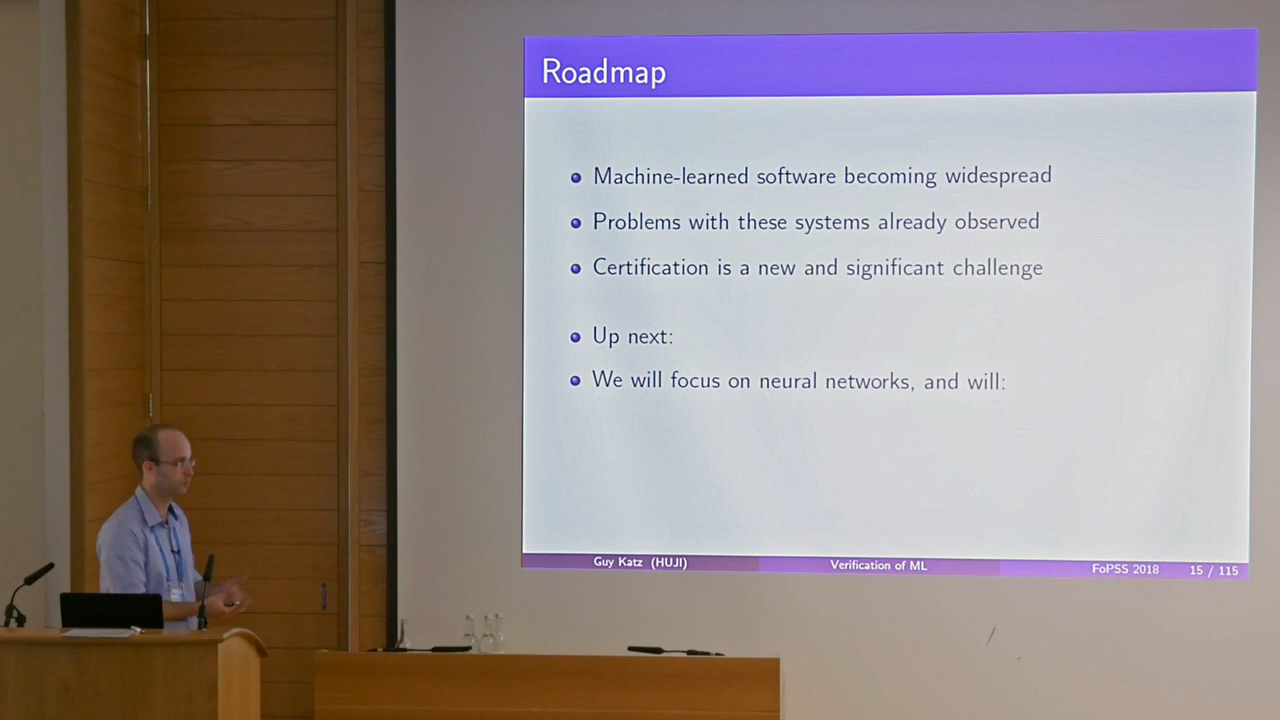 Roadmap
Machine-learned software becoming widespread
Problems with these systems already observed
Certification is a new and significant challenge
Up next:
We will focus on neural networks, and will:
Guy Katz (HUJI) Verification of ML FoPSS 2018 15 / 115